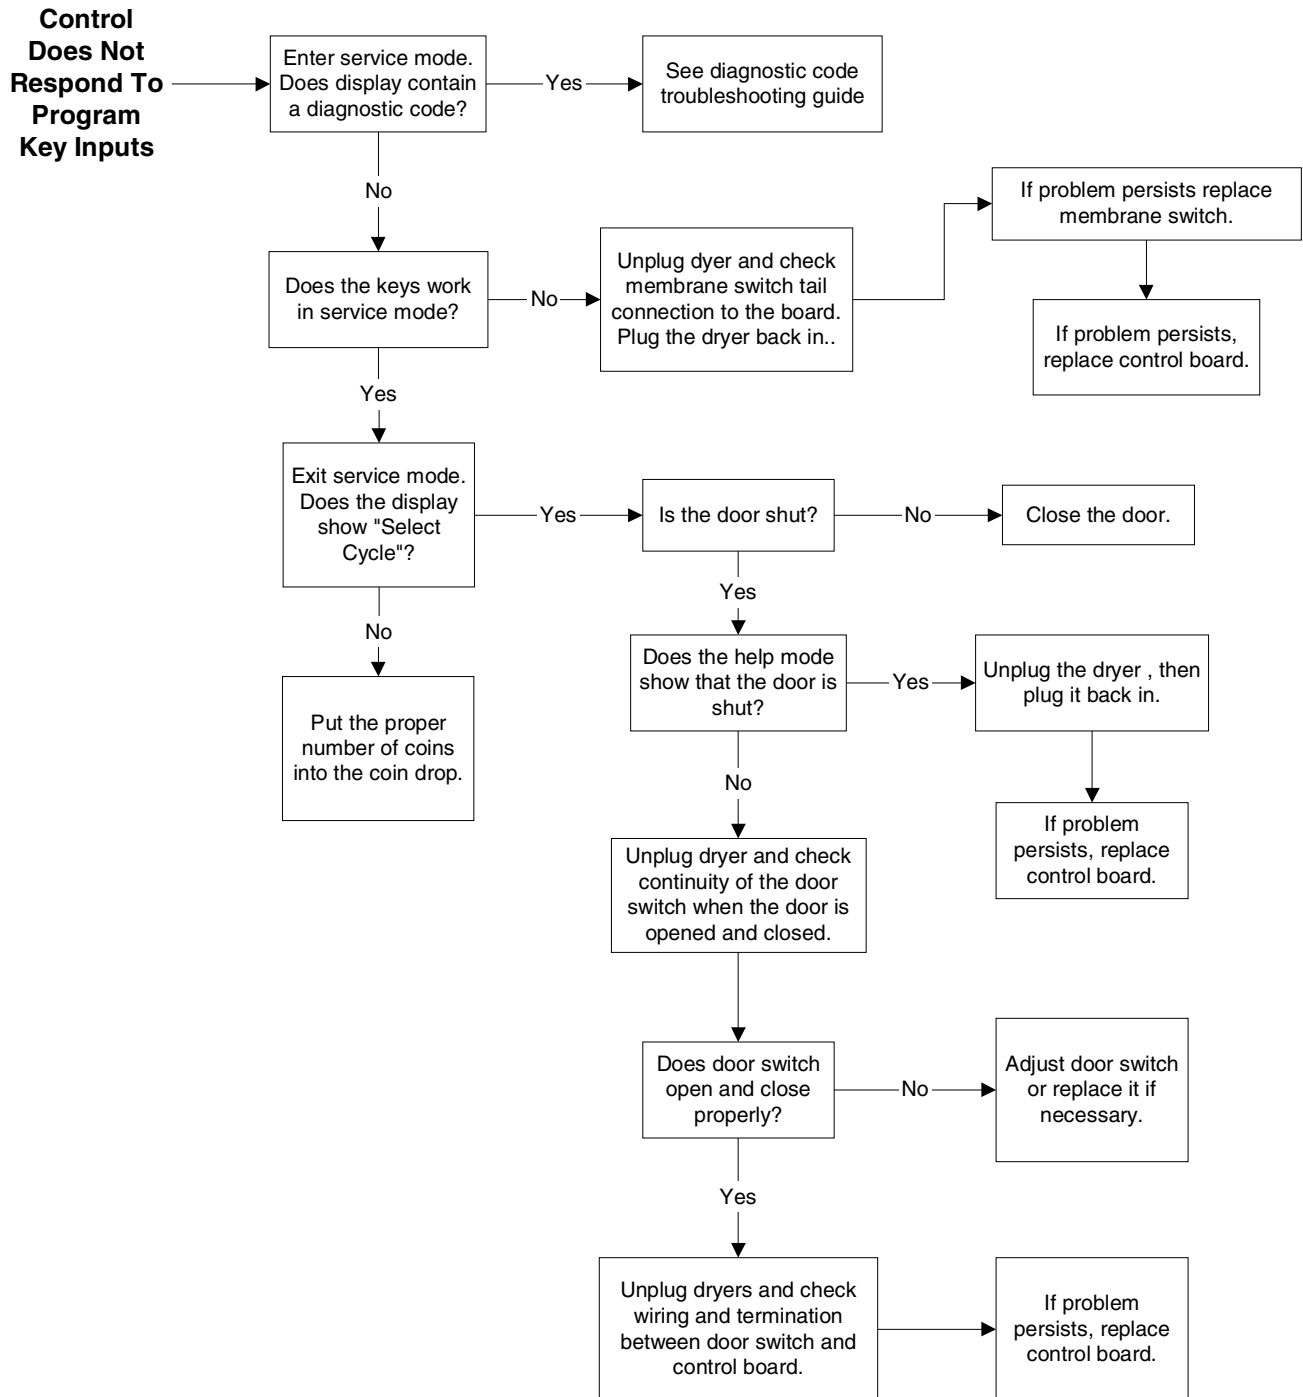 Control
Does Not
Respond To
Program
Key Inputs
Enter service mode.
Does display contain
a diagnostic code?
Yes
See diagnostic code
troubleshooting guide
No
Does the keys work
in service mode?
No
Unplug dyer and check
membrane switch tail
connection to the board.
Plug the dryer back in..
If problem persists replace
membrane switch.
If problem persists,
replace control board.
Yes
Exit service mode.
Does the display
show "Select
Cycle"?
Yes
Is the door shut?
No
Close the door.
No
Put the proper
number of coins
into the coin drop.
Yes
Does the help mode
show that the door is
shut?
Yes
Unplug the dryer , then
plug it back in.
If problem
persists, replace
control board.
No
Unplug dryer and check
continuity of the door
switch when the door is
opened and closed.
Does door switch
open and close
properly?
No
Adjust door switch
or replace it if
necessary.
Yes
Unplug dryers and check
wiring and termination
between door switch and
control board.
If problem
persists, replace
control board.